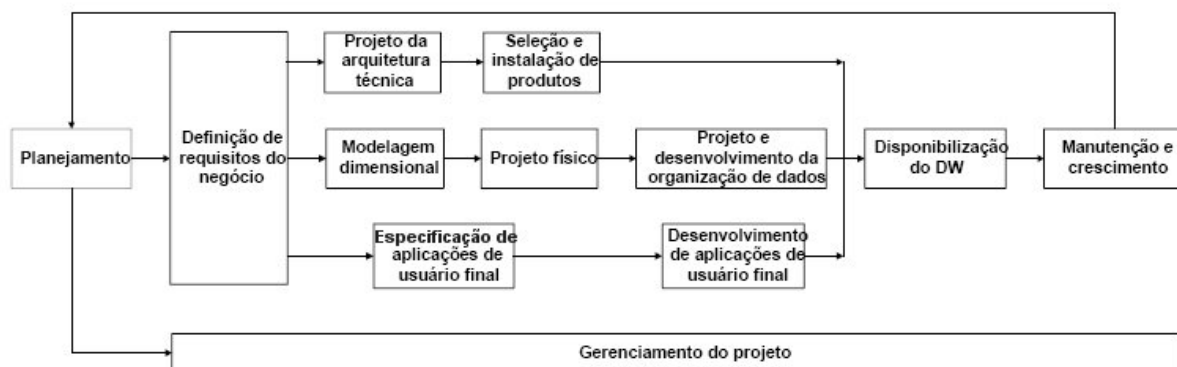 Planejamento
Definição de
requisitos do
negócio
Projeto da
arquitetura
técnica
Seleção e
instalação de
produtos
Modelagem
dimensional
Projeto físico
Projeto e
desenvolvimento da
organização de dados
Especificação de
aplicações de
usuário final
Desenvolvimento
de aplicações de
usuário final
Disponibilização
do DW
Manutenção e
crescimento
Gerenciamento do projeto